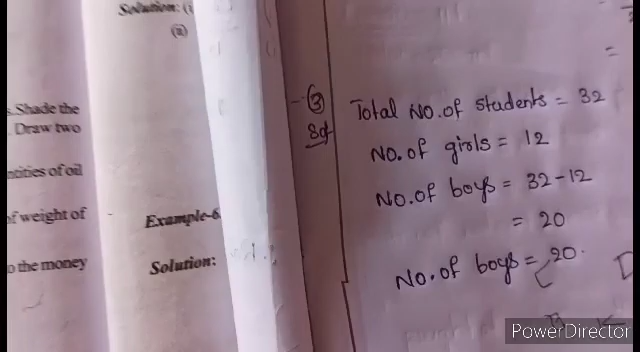 Solution: (i
(ii)
s.Shade the
. Draw two
ntities of oil
of weight of
o the money
Example-6
Solution:
=
(3) Total No.of students = 32
Sol
No.of girls = 12
No.of boys = 32-12
= 20
No.of boys = 20.
PowerDirector